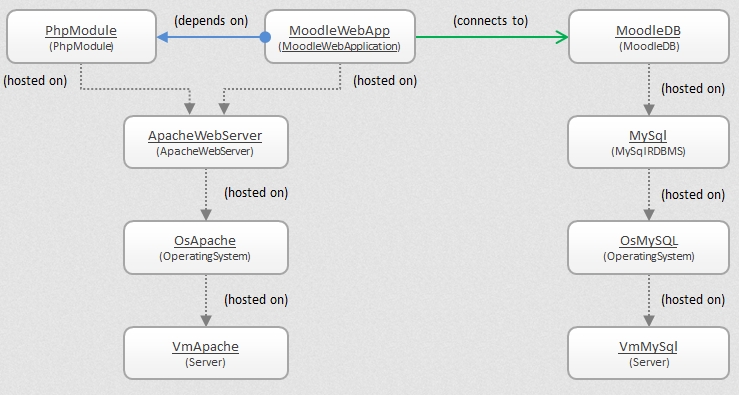 PhpModule
(PhpModule)
(depends on)
MoodleWebApp
(MoodleWebApplication)
(connects to)
MoodleDB
(MoodleDB)
(hosted on)
(hosted on)
(hosted on)
ApacheWebServer
(ApacheWebServer)
MySql
(MySqlRDBMS)
(hosted on)
(hosted on)
OsApache
(OperatingSystem)
OsMySQL
(OperatingSystem)
(hosted on)
(hosted on)
VmApache
(Server)
VmMySql
(Server)